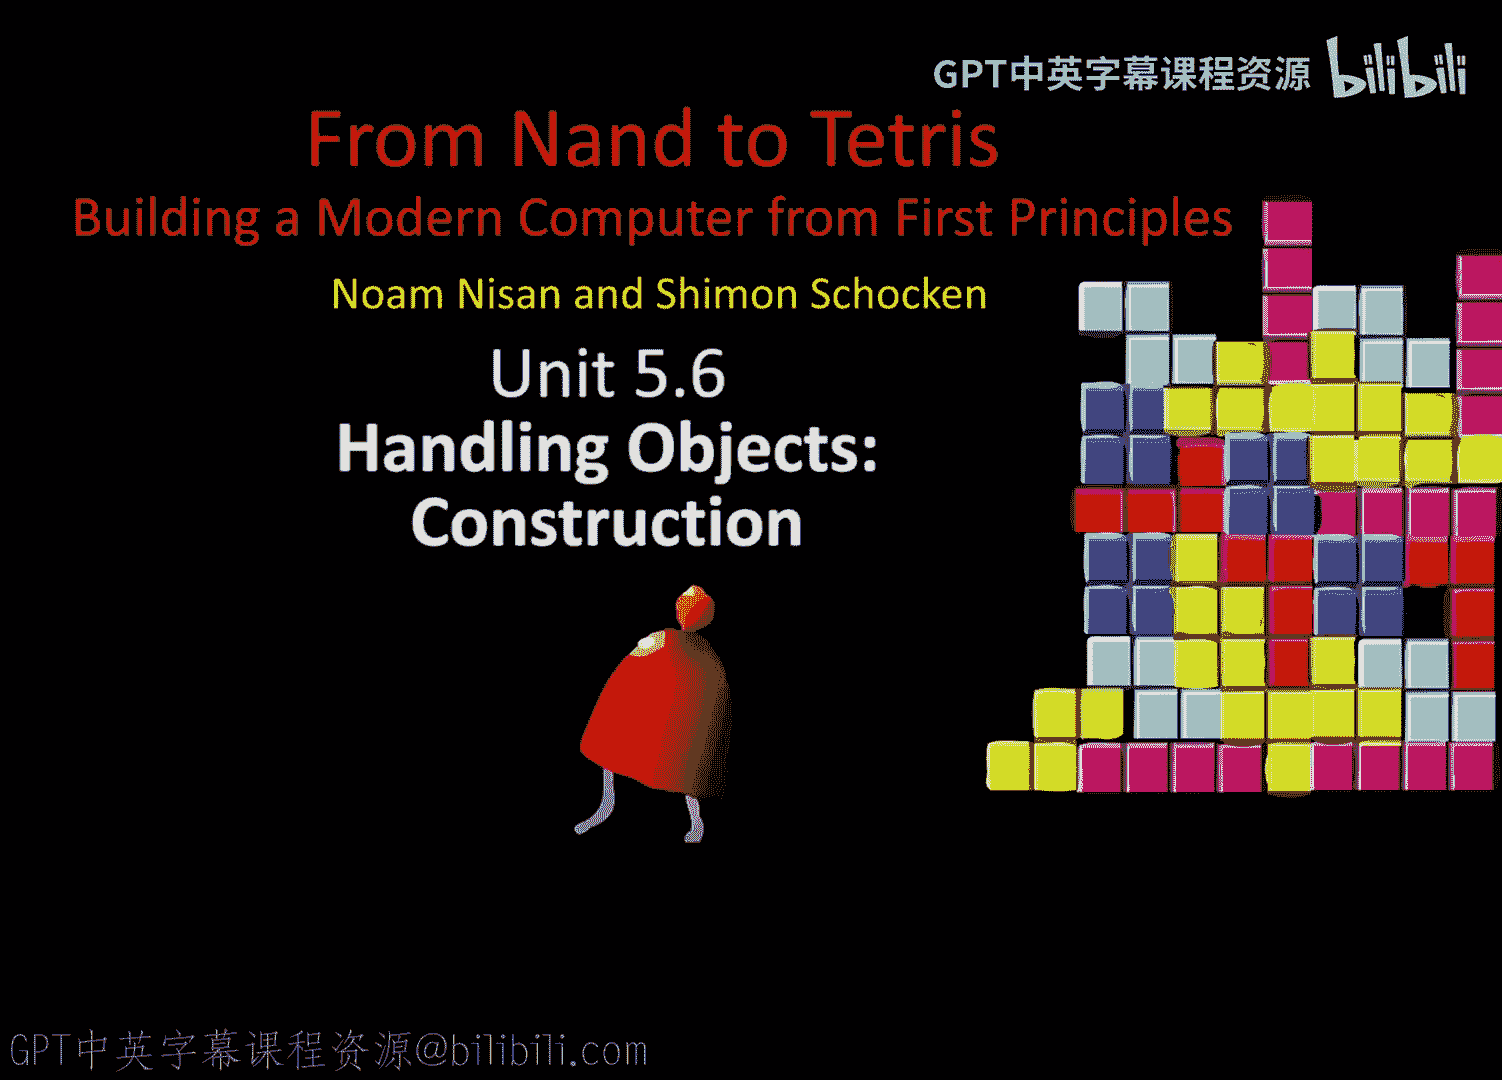 GPT中英字幕课程资源 bilibili
From Nand to Tetris
Building a Modern Computer from First Principles
Noam Nisan and Shimon Schocken
Unit 5.6
Handling Objects:
Construction
GPT中英字幕课程资源@bilibili.com